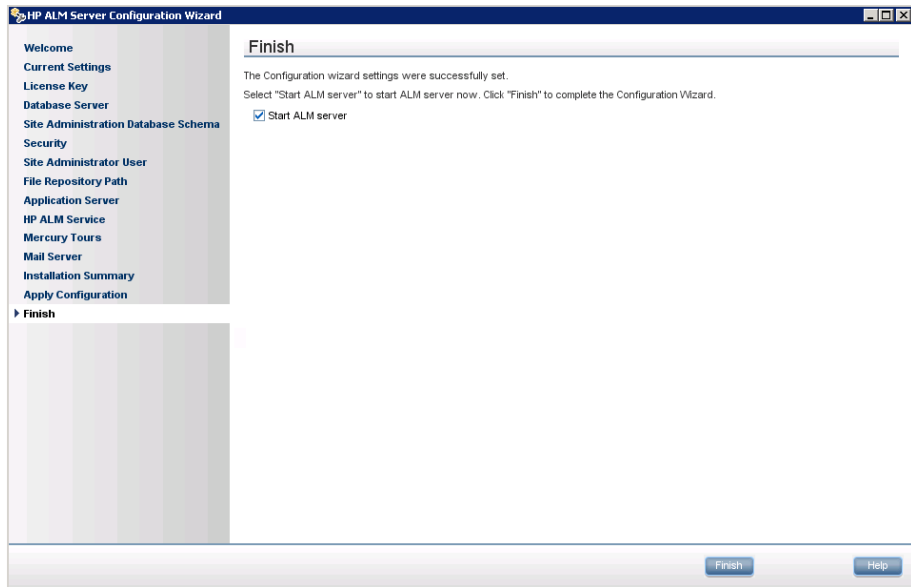 HP ALM Server Configuration Wizard
Welcome
Current Settings
License Key
Database Server
Site Administration Database Schema
Security
Site Administrator User
File Repository Path
Application Server
HP ALM Service
Mercury Tours
Mail Server
Installation Summary
Apply Configuration
Finish
Finish
The Configuration wizard settings were successfully set.
Select "Start ALM server" to start ALM server now. Click "Finish" to complete the Configuration Wizard.
Start ALM server
Finish
Help